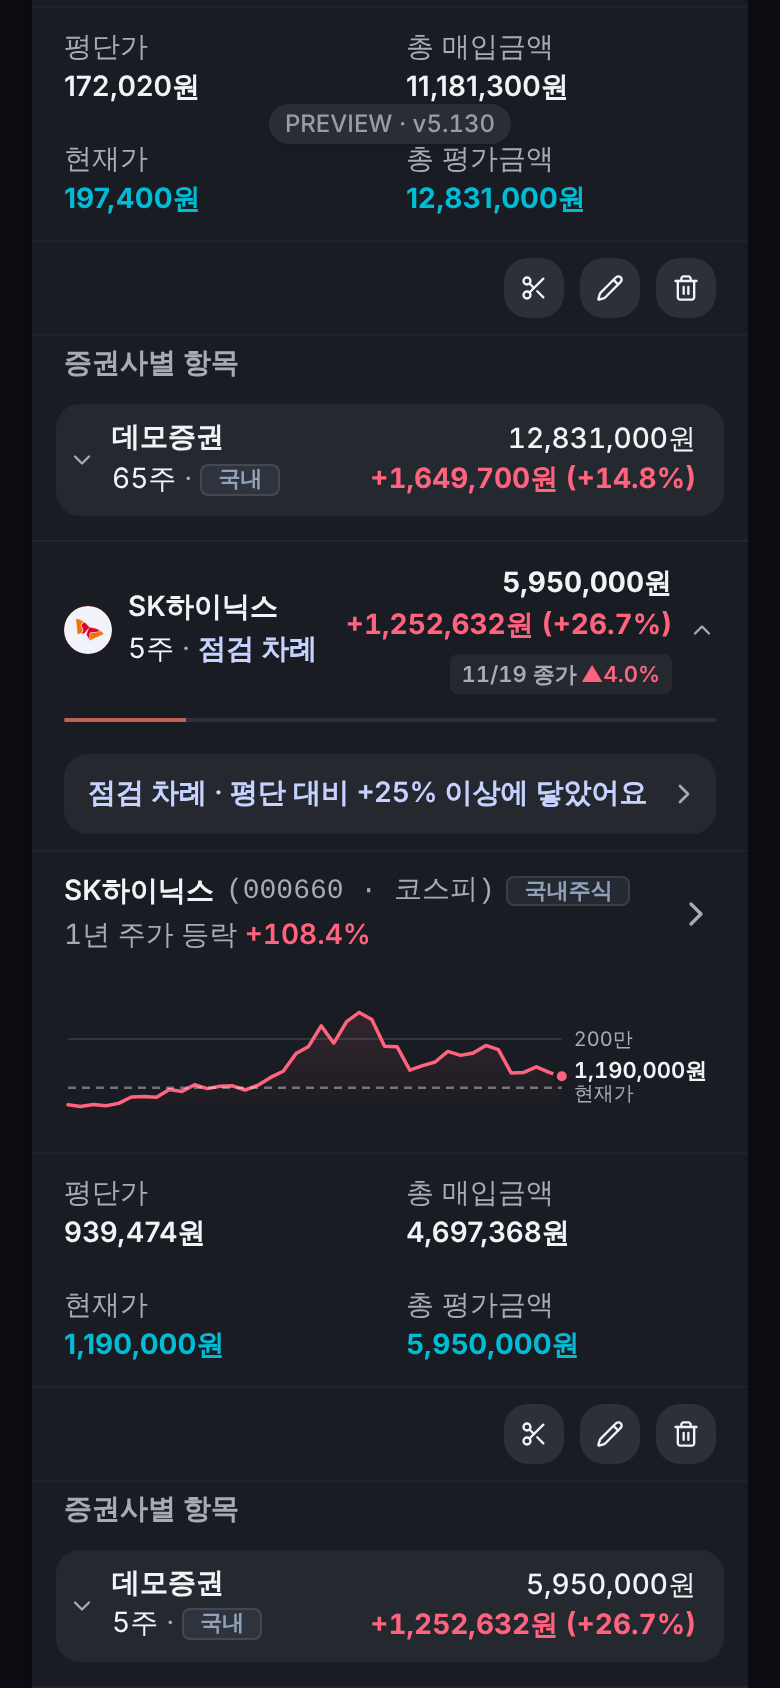 평단가
총 매입금액
172,020원
11,181,300원
PREVIEW · v5.130
현재가
총 평가금액
197,400원
12,831,000원
증권사별 항목
데모증권
12,831,000원
65주 · 국내
+1,649,700원 (+14.8%)
SK하이닉스
5,950,000원
5주 · 점검 차례
+1,252,632원 (+26.7%)
11/19 종가 ▲4.0%
점검 차례 · 평단 대비 +25% 이상에 닿았어요
SK하이닉스 (000660 · 코스피) 국내주식
1년 주가 등락 +108.4%
200만
1,190,000원
현재가
평단가
총 매입금액
939,474원
4,697,368원
현재가
총 평가금액
1,190,000원
5,950,000원
증권사별 항목
데모증권
5,950,000원
5주 · 국내
+1,252,632원 (+26.7%)